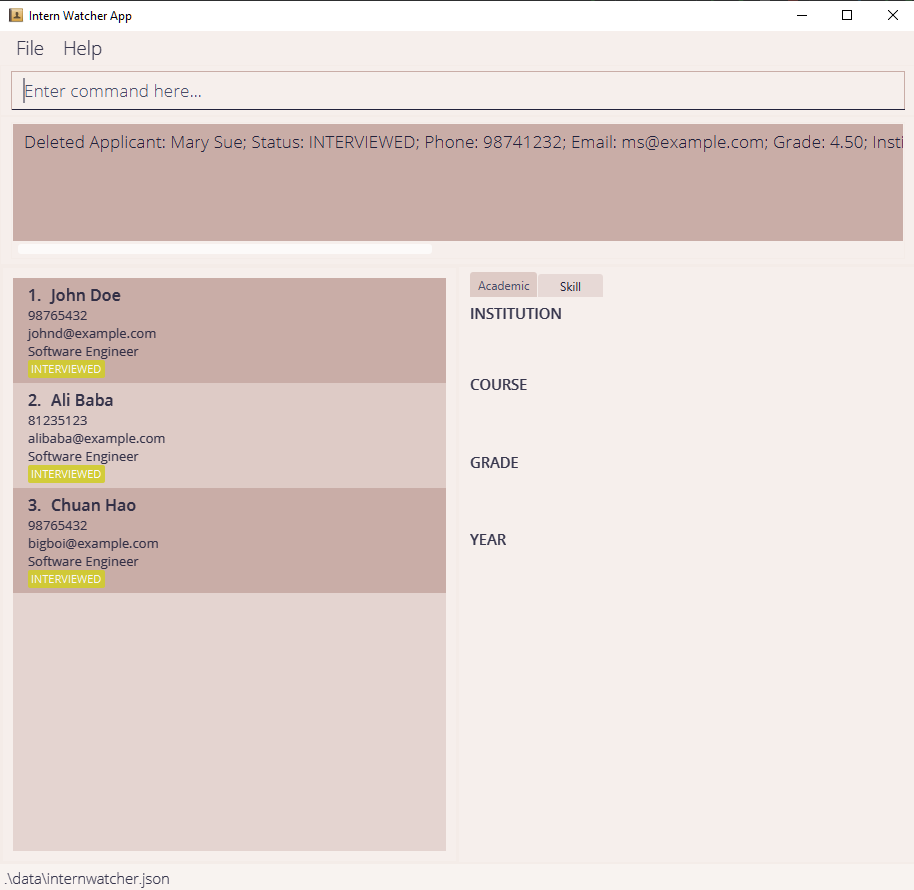 Intern Watcher App
File Help
Enter command here...
Deleted Applicant: Mary Sue; Status: INTERVIEWED; Phone: 98741232; Email: ms@example.com; Grade: 4.50; Insti
1. John Doe
98765432
johnd@example.com
Software Engineer
INTERVIEWED
2. Ali Baba
81235123
alibaba@example.com
Software Engineer
INTERVIEWED
3. Chuan Hao
98765432
bigboi@example.com
Software Engineer
INTERVIEWED
Academic Skill
INSTITUTION
COURSE
GRADE
YEAR
.\data\internwatcher.json